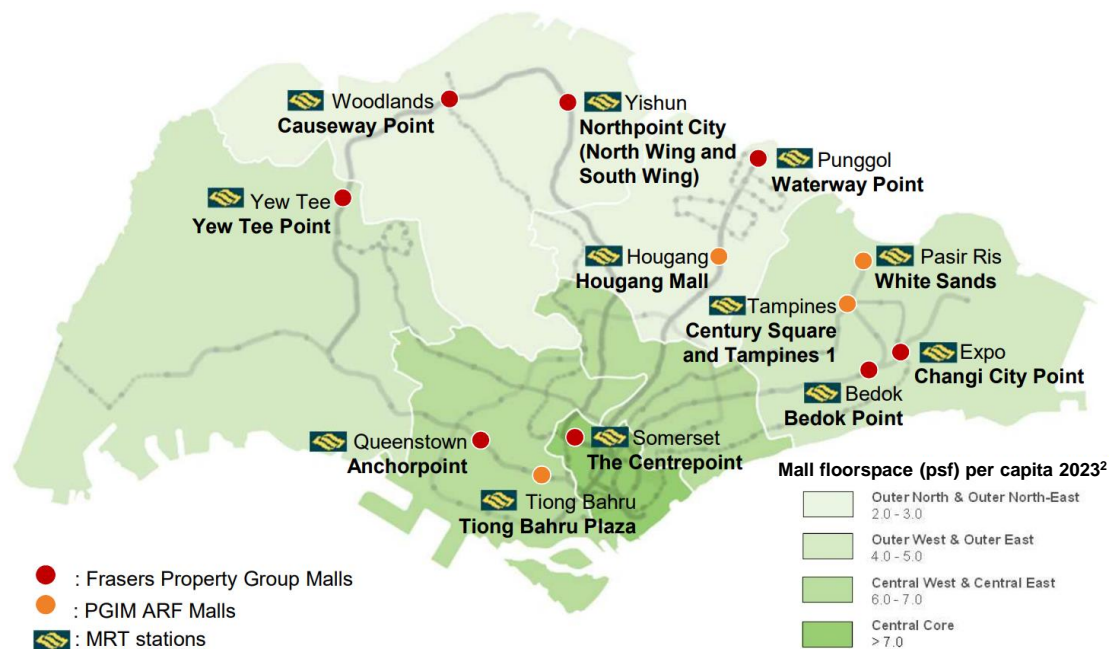 Woodlands
Causeway Point
Yishun
Northpoint City
(North Wing and
South Wing)
Punggol
Waterway Point
Yew Tee
Yew Tee Point
Hougang
Hougang Mall
Pasir Ris
White Sands
Tampines
Century Square
and Tampines 1
Expo
Changi City Point
Bedok
Bedok Point
Queenstown
Anchorpoint
Somerset
The Centrepoint
Tiong Bahru
Tiong Bahru Plaza
Mall floorspace (psf) per capita 2023²
Outer North & Outer North-East
2.0 - 3.0
Outer West & Outer East
4.0 - 5.0
Central West & Central East
6.0 - 7.0
Central Core
> 7.0
: Frasers Property Group Malls
: PGIM ARF Malls
: MRT stations